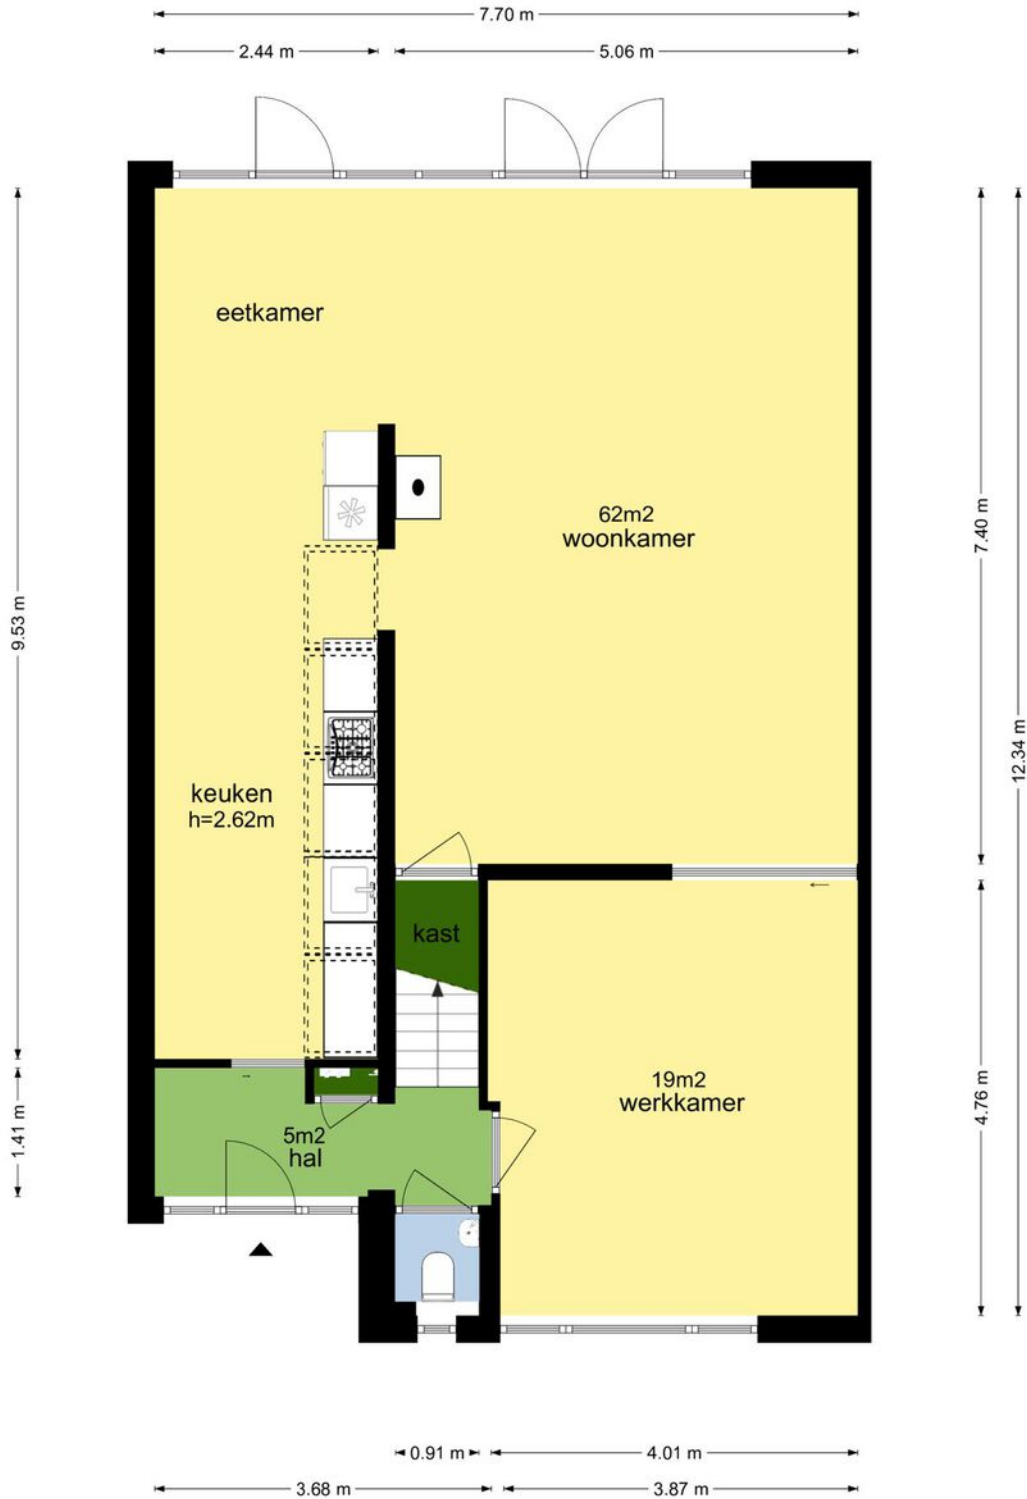 7.70 m
2.44 m
5.06 m
eetkamer
62m2
woonkamer
7.40 m
9.53 m
12.34 m
keuken
h=2.62m
kast
19m2
werkkamer
4.76 m
1.41 m
5m2
hal
0.91 m
4.01 m
3.68 m
3.87 m